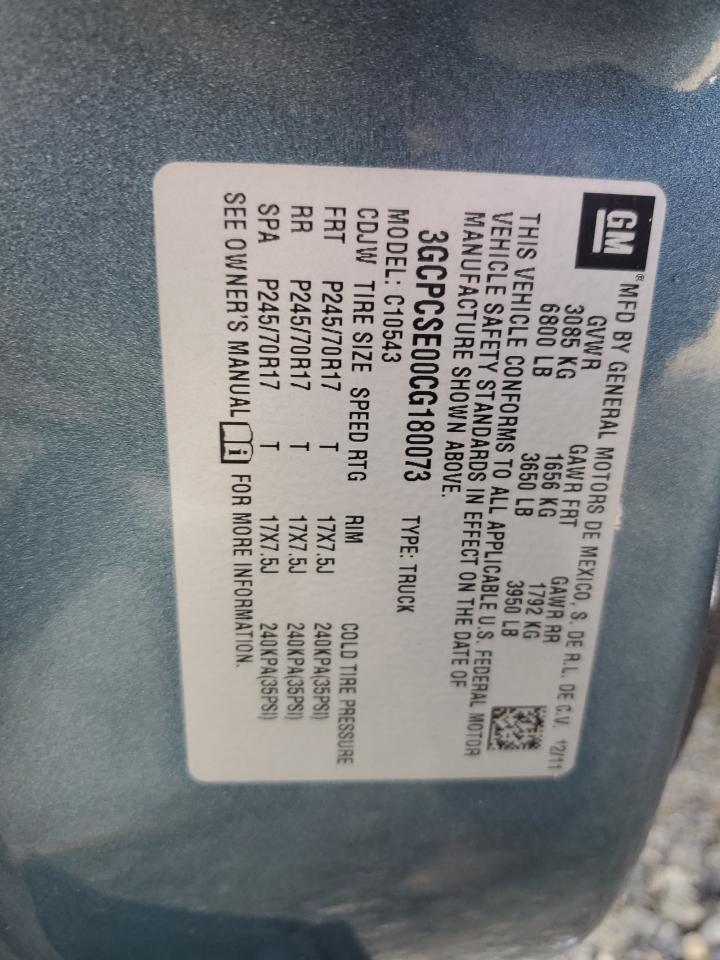 GM ® MFD BY GENERAL MOTORS DE MEXICO, S. DE R.L. DE C.V. 12/11
GVWR GAWR FRT GAWR RR
3085 KG 1656 KG 1792 KG
6800 LB 3650 LB 3950 LB
THIS VEHICLE CONFORMS TO ALL APPLICABLE U.S. FEDERAL MOTOR
VEHICLE SAFETY STANDARDS IN EFFECT ON THE DATE OF
MANUFACTURE SHOWN ABOVE.
3GCPCSE00CG180073 TYPE: TRUCK
MODEL: C10543
CDJW TIRE SIZE SPEED RTG RIM COLD TIRE PRESSURE
FRT P245/70R17 T 17X7.5J 240KPA(35PSI)
RR P245/70R17 T 17X7.5J 240KPA(35PSI)
SPA P245/70R17 T 17X7.5J 240KPA(35PSI)
SEE OWNER'S MANUAL i FOR MORE INFORMATION.